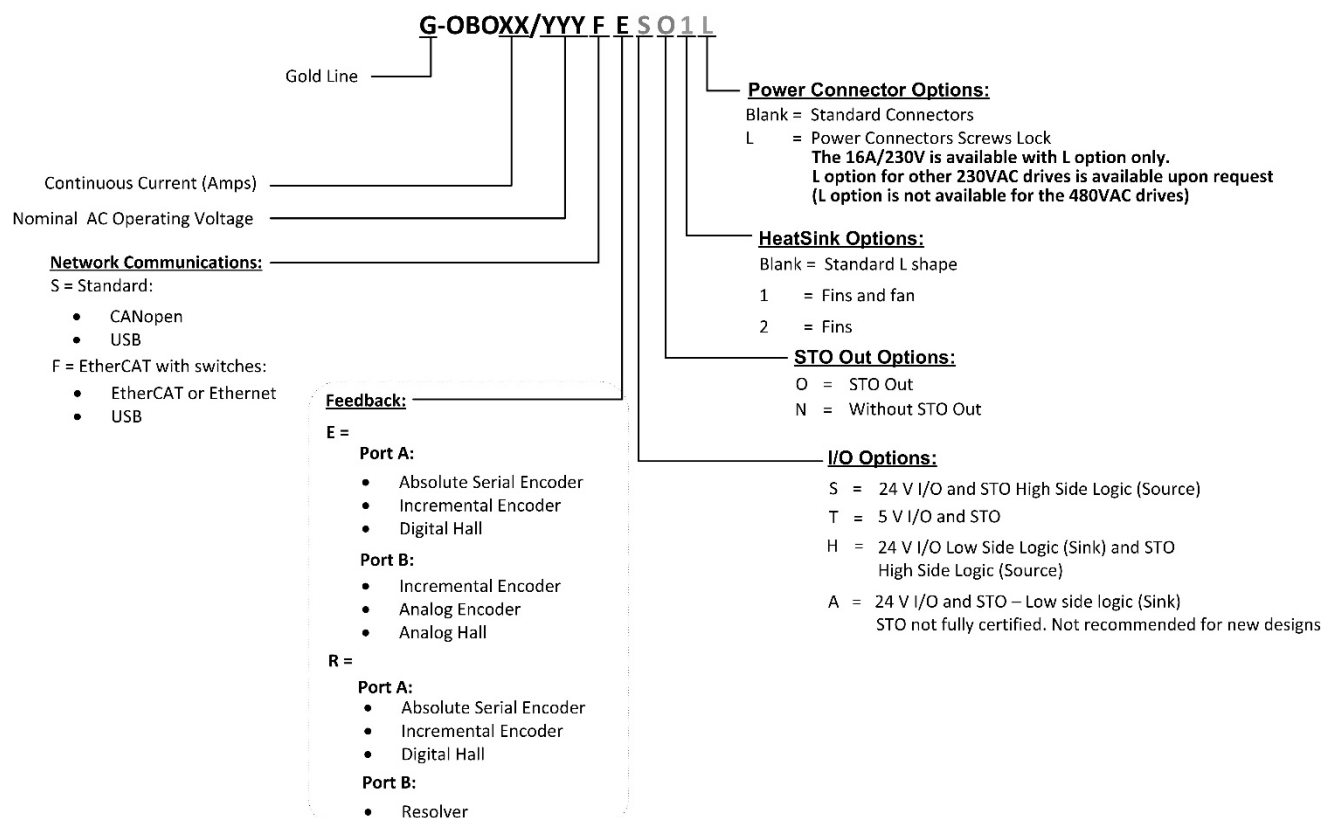 G-OBOXX/YYY F E S O 1 L
Gold Line
Continuous Current (Amps)
Nominal AC Operating Voltage
Network Communications:
S = Standard:
• CANopen
• USB
F = EtherCAT with switches:
• EtherCAT or Ethernet
• USB
Feedback:
E =
Port A:
• Absolute Serial Encoder
• Incremental Encoder
• Digital Hall
Port B:
• Incremental Encoder
• Analog Encoder
• Analog Hall
R =
Port A:
• Absolute Serial Encoder
• Incremental Encoder
• Digital Hall
Port B:
• Resolver
Power Connector Options:
Blank = Standard Connectors
L = Power Connectors Screws Lock
The 16A/230V is available with L option only.
L option for other 230VAC drives is available upon request
(L option is not available for the 480VAC drives)
HeatSink Options:
Blank = Standard L shape
1 = Fins and fan
2 = Fins
STO Out Options:
O = STO Out
N = Without STO Out
I/O Options:
S = 24 V I/O and STO High Side Logic (Source)
T = 5 V I/O and STO
H = 24 V I/O Low Side Logic (Sink) and STO
High Side Logic (Source)
A = 24 V I/O and STO – Low side logic (Sink)
STO not fully certified. Not recommended for new designs